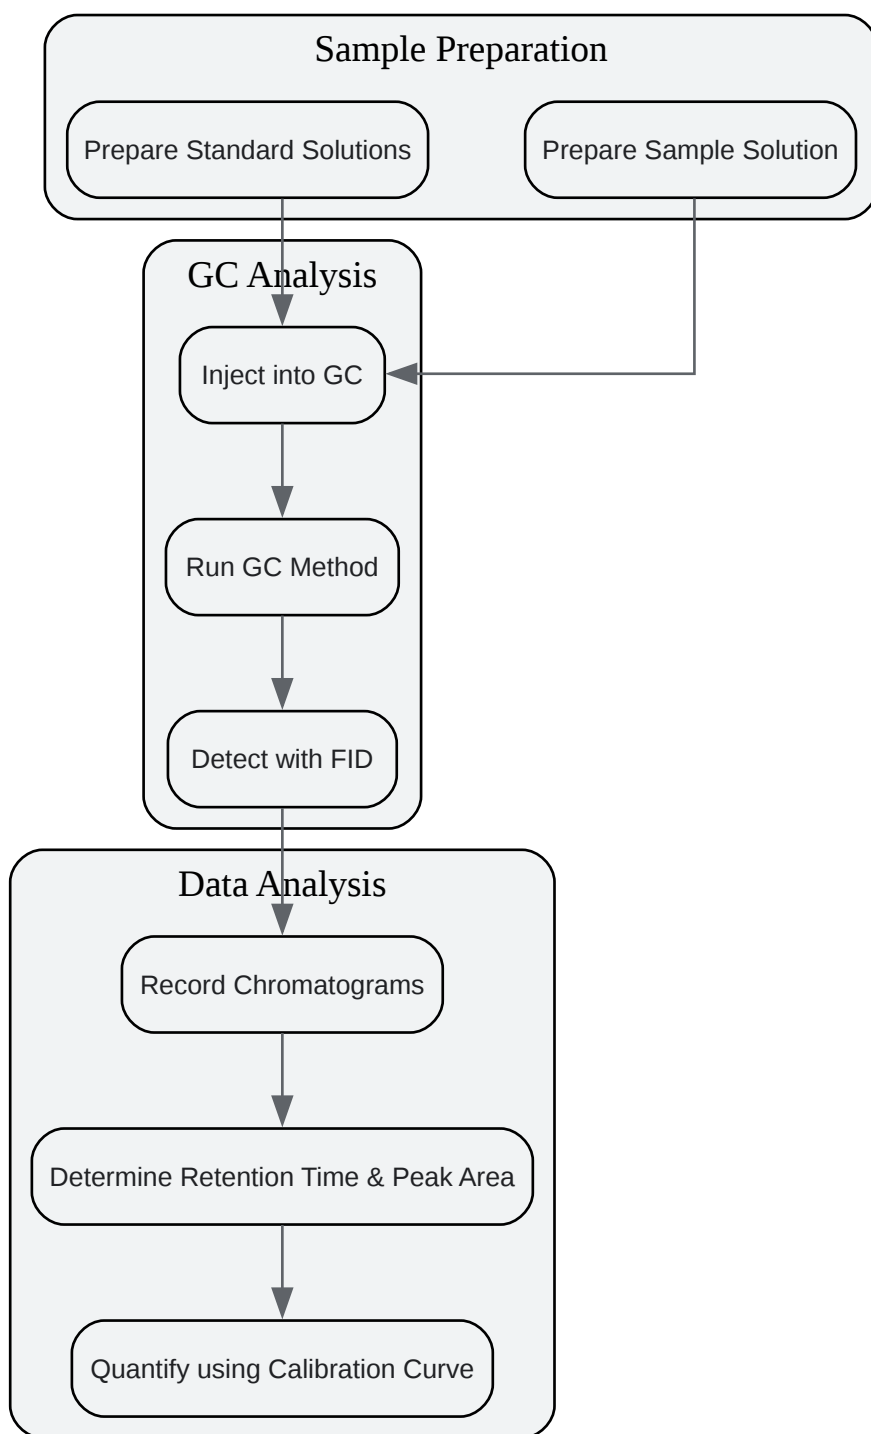 Sample Preparation
Prepare Standard Solutions
Prepare Sample Solution
GC Analysis
Inject into GC
Run GC Method
Detect with FID
Data Analysis
Record Chromatograms
Determine Retention Time & Peak Area
Quantify using Calibration Curve